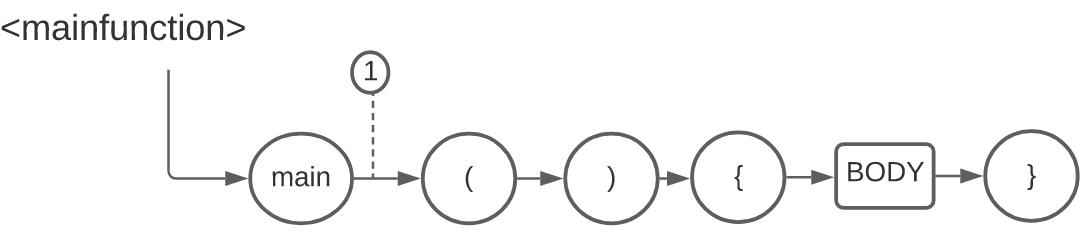 <mainfunction>
1
main
(
)
{
BODY
}